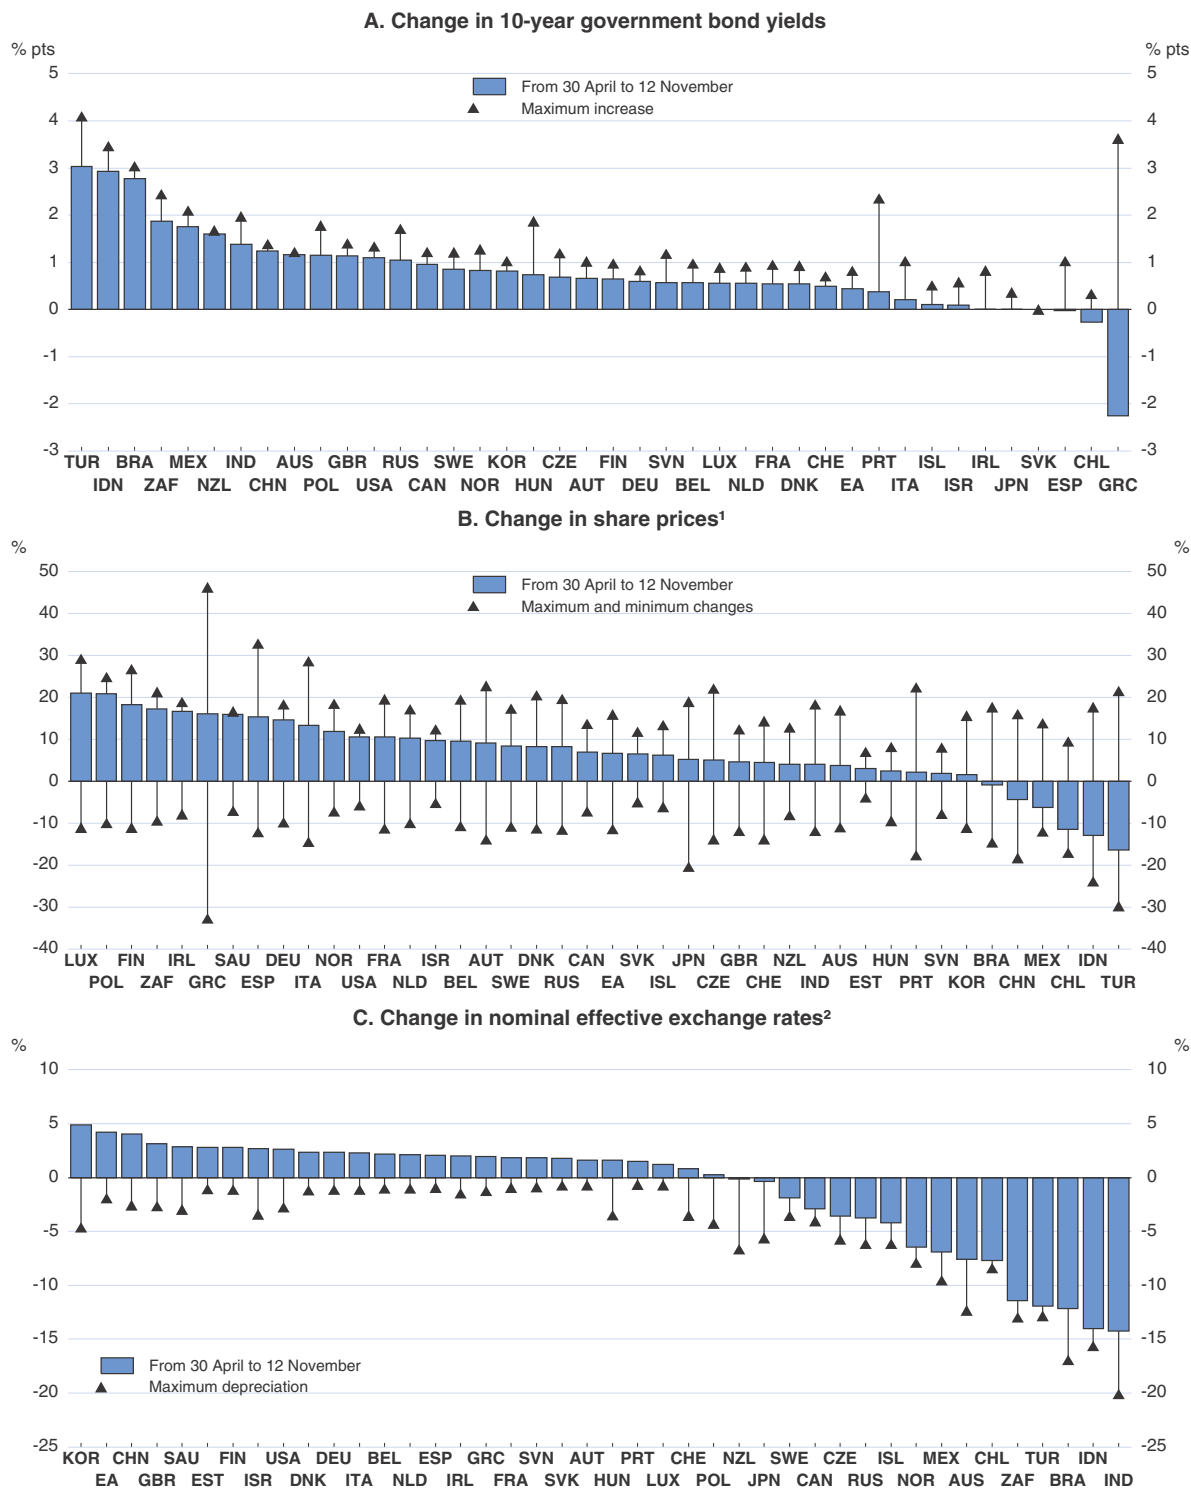 A. Change in 10-year government bond yields
% pts % pts
5 5
From 30 April to 12 November
Maximum increase
4 4
3 3
2 2
1 1
0 0
-1 -1
-2 -2
-3 -3
TUR BRA MEX IND AUS GBR RUS SWE KOR CZE FIN SVN LUX FRA CHE PRT ISL IRL SVK CHL
IDN ZAF NZL CHN POL USA CAN NOR HUN AUT DEU BEL NLD DNK EA ITA ISR JPN ESP GRC
B. Change in share prices¹
% %
50 50
From 30 April to 12 November
Maximum and minimum changes
40 40
30 30
20 20
10 10
0 0
-10 -10
-20 -20
-30 -30
-40 -40
LUX FIN IRL SAU DEU NOR FRA ISR AUT DNK CAN SVK JPN GBR NZL AUS HUN SVN BRA MEX IDN
POL ZAF GRC ESP ITA USA NLD BEL SWE RUS EA ISL CZE CHE IND EST PRT KOR CHN CHL TUR
C. Change in nominal effective exchange rates²
% %
10 10
5 5
0 0
-5 -5
-10 -10
-15 -15
From 30 April to 12 November
Maximum depreciation
-20 -20
-25 -25
KOR CHN SAU FIN USA DEU BEL ESP GRC SVN AUT PRT CHE NZL SWE CZE ISL MEX CHL TUR IDN
EA GBR EST ISR DNK ITA NLD IRL FRA SVK HUN LUX POL JPN CAN RUS NOR AUS ZAF BRA IND